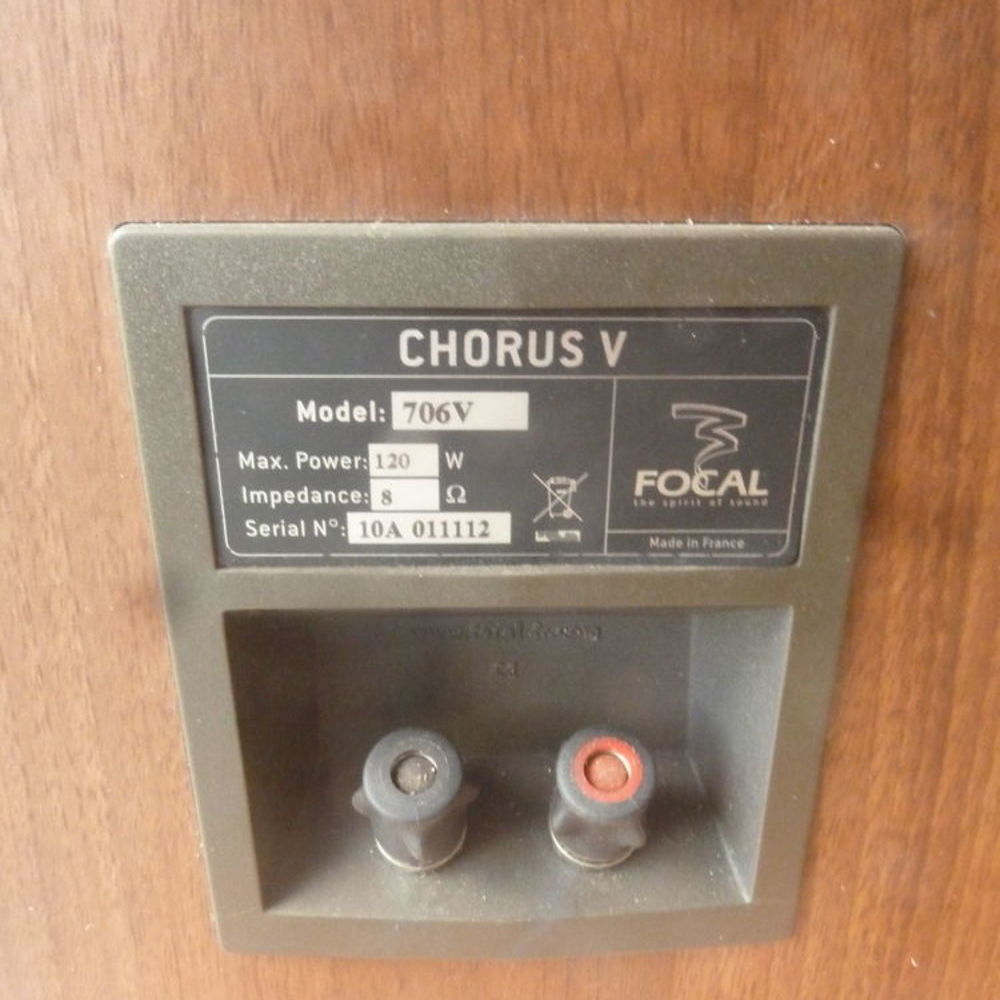 CHORUS V
Model: 706V
Max. Power: 120 W
Impedance: 8 Ω
Serial N°: 10A 011112
FOCAL
the spirit of sound
Made in France